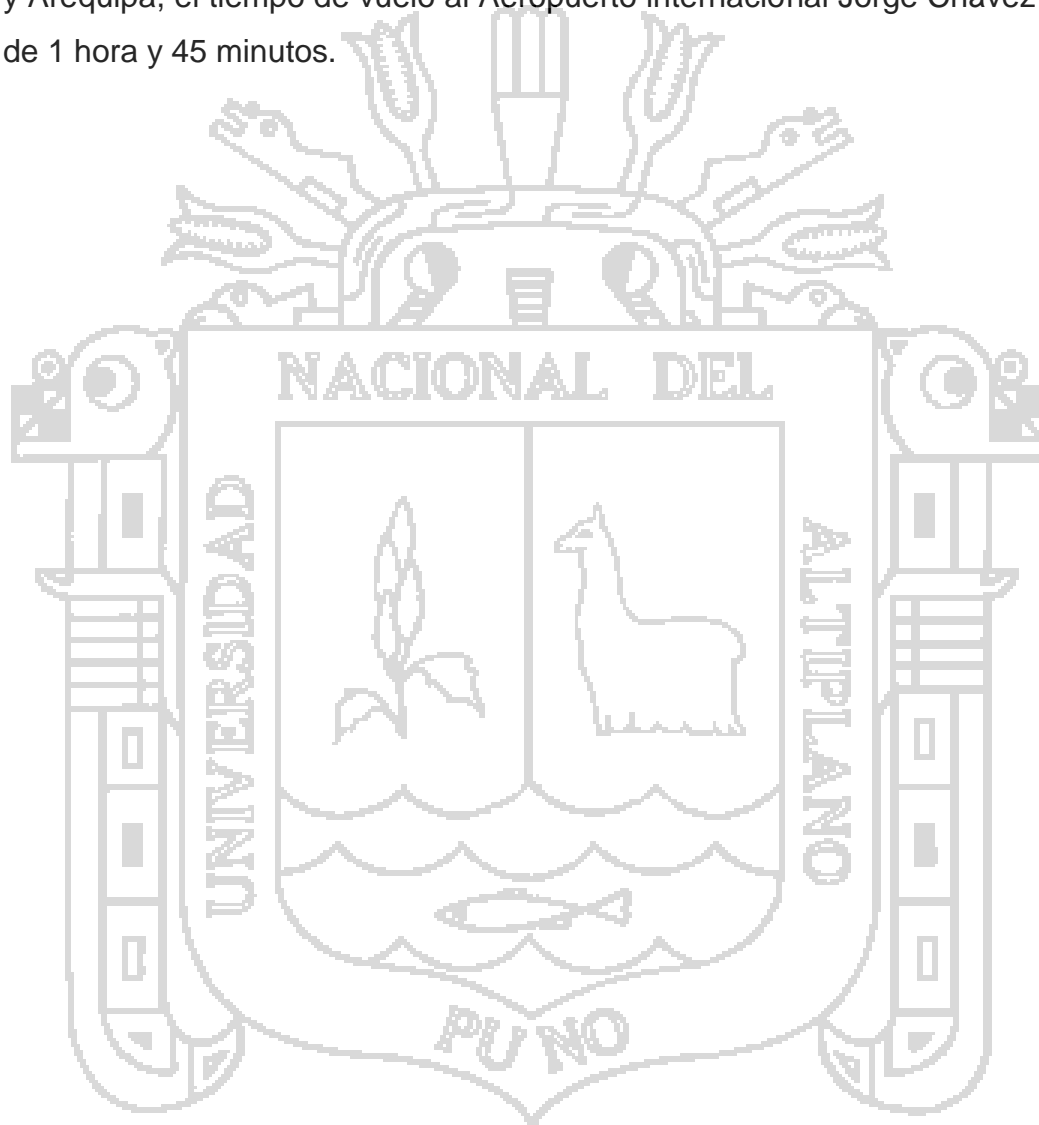 y Arequipa, el tiempo de vuelo al Aeropuerto Internacional Jorge Chávez
de 1 hora y 45 minutos.
NACIONAL DEL
UNIVERSIDAD
ALTIPLANO
PUNO